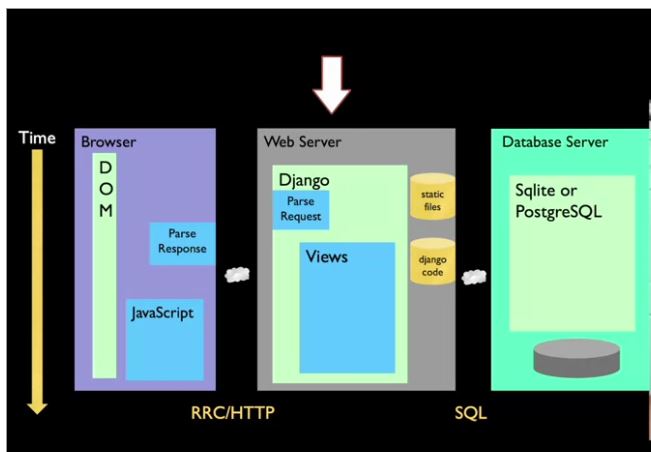 Time
Browser
D
O
M
Parse
Response
JavaScript
Web Server
Django
Parse
Request
Views
static
files
django
code
Database Server
Sqlite or
PostgreSQL
RRC/HTTP
SQL